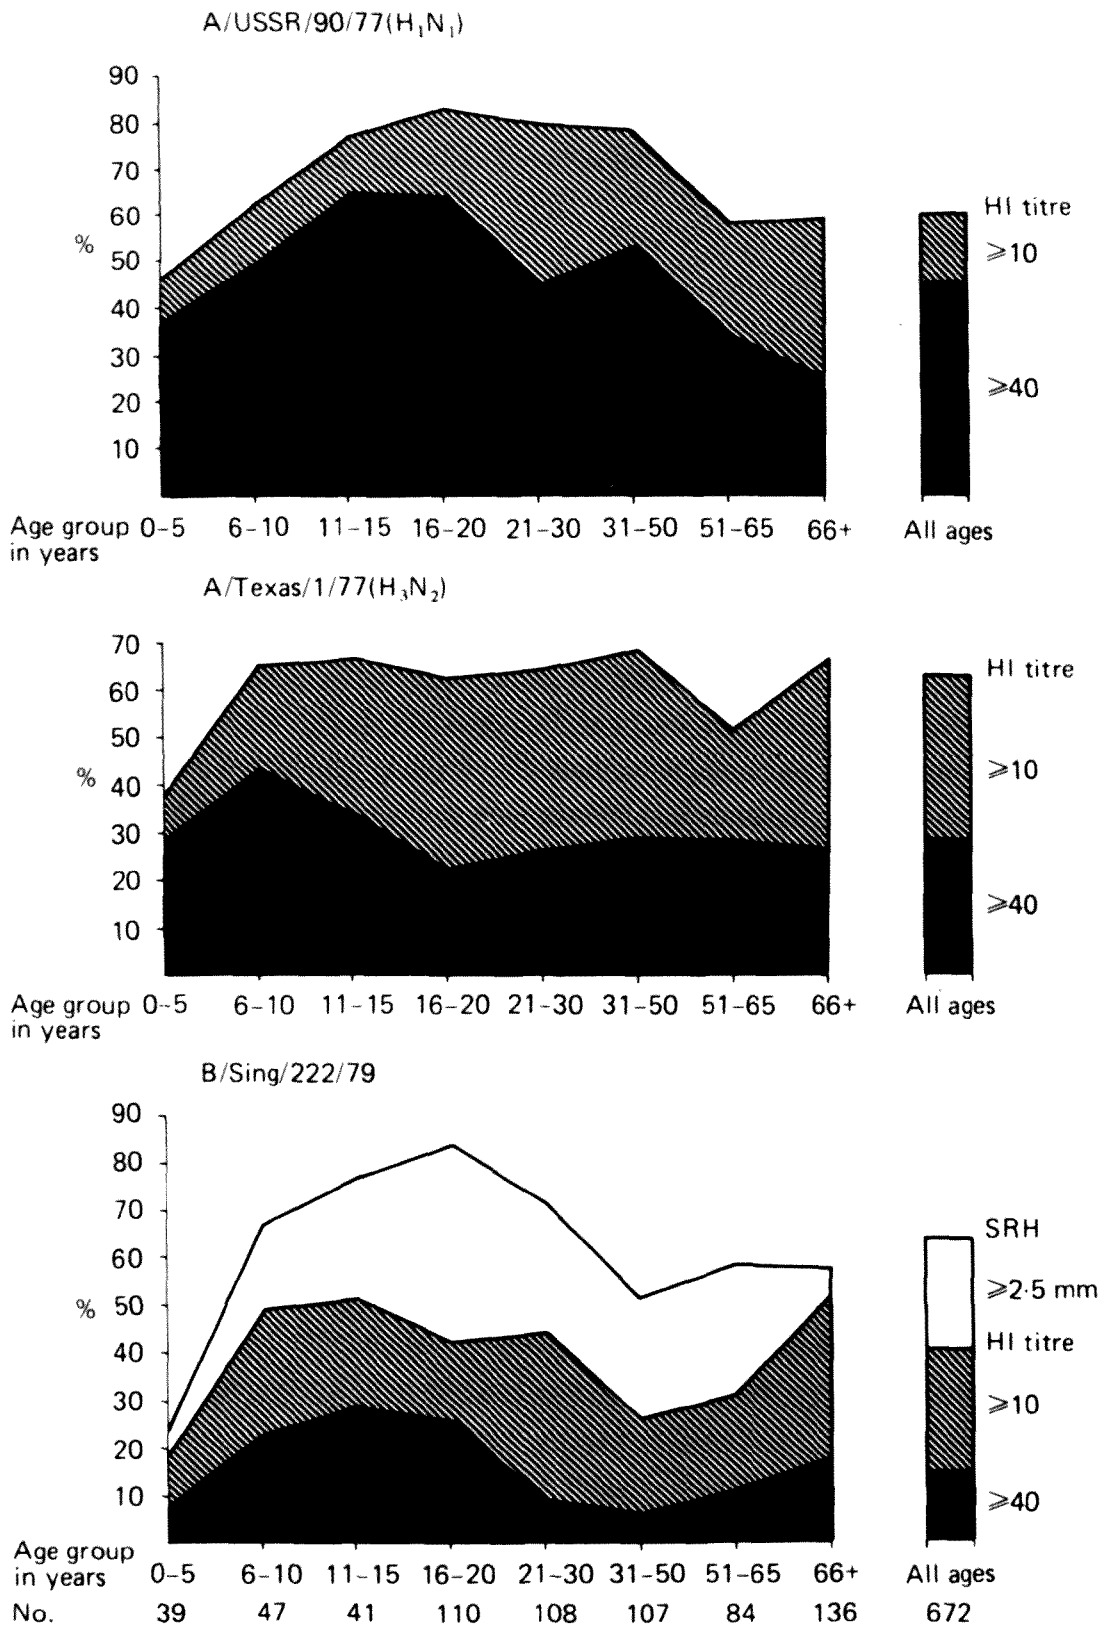 A/USSR/90/77(H₁N₁)
90
80
70
60
%
50
40
30
20
10
HI titre
⩾10
⩾40
Age group 0-5 6-10 11-15 16-20 21-30 31-50 51-65 66+ All ages
in years
A/Texas/1/77(H₃N₂)
70
60
50
%
40
30
20
10
HI titre
⩾10
⩾40
Age group 0-5 6-10 11-15 16-20 21-30 31-50 51-65 66+ All ages
in years
B/Sing/222/79
90
80
70
60
%
50
40
30
20
10
SRH
⩾2·5 mm
HI titre
⩾10
⩾40
Age group
in years 0-5 6-10 11-15 16-20 21-30 31-50 51-65 66+ All ages
No. 39 47 41 110 108 107 84 136 672